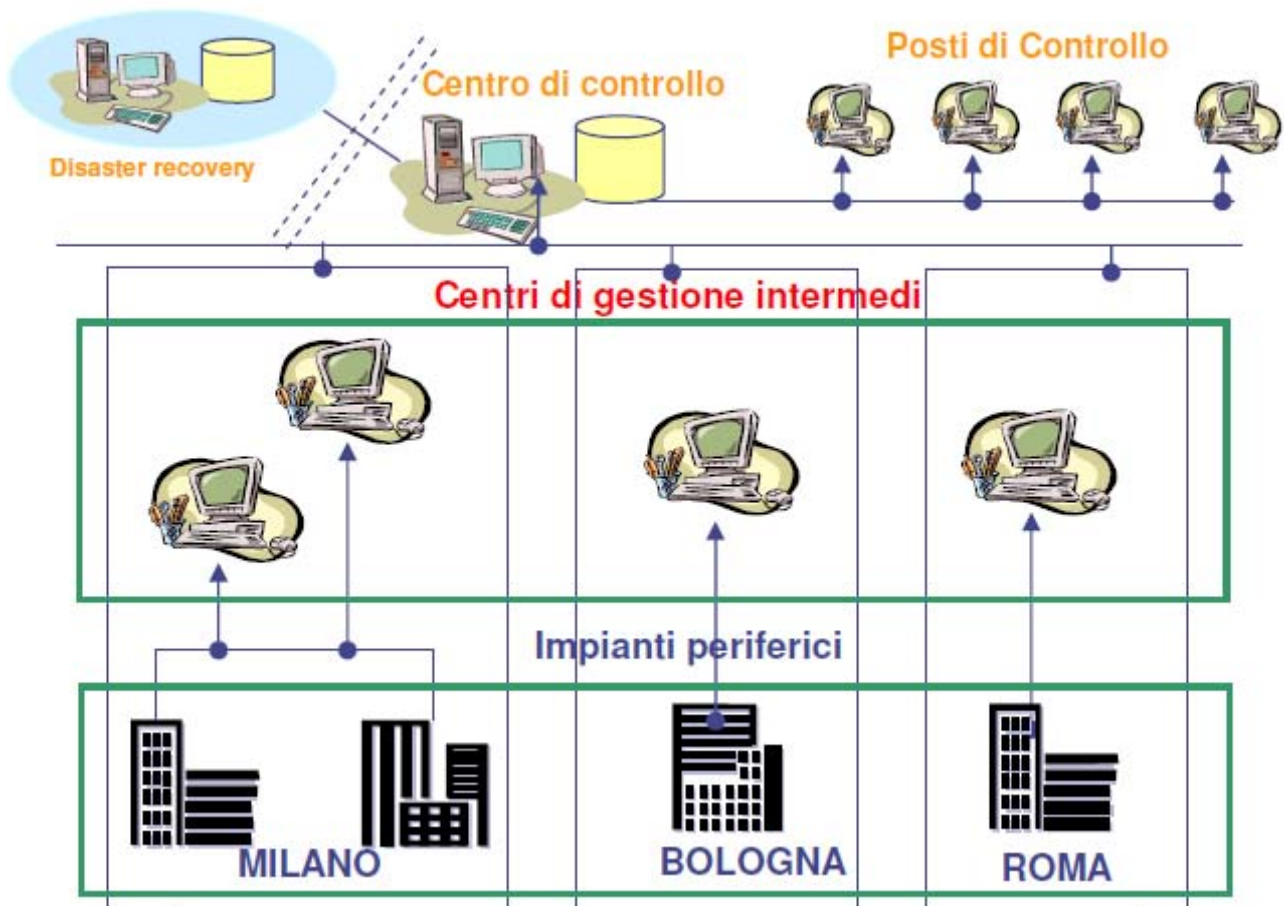 Posti di Controllo
Centro di controllo
Disaster recovery
Centri di gestione intermedi
Impianti periferici
MILANO
BOLOGNA
ROMA